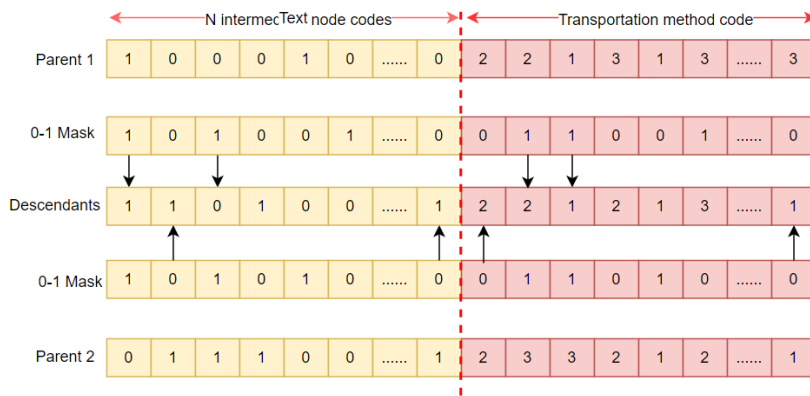 N intermec Text node codes Transportation method code
Parent 1 1 0 0 0 1 0 ...... 0 2 2 1 3 1 3 ...... 3
0-1 Mask 1 0 1 0 0 1 ...... 0 0 1 1 0 0 1 ...... 0
Descendants 1 1 0 1 0 0 ...... 1 2 2 1 2 1 3 ...... 1
0-1 Mask 1 0 1 0 1 0 ...... 0 0 1 1 0 1 0 ...... 0
Parent 2 0 1 1 1 0 0 ...... 1 2 3 3 2 1 2 ...... 1